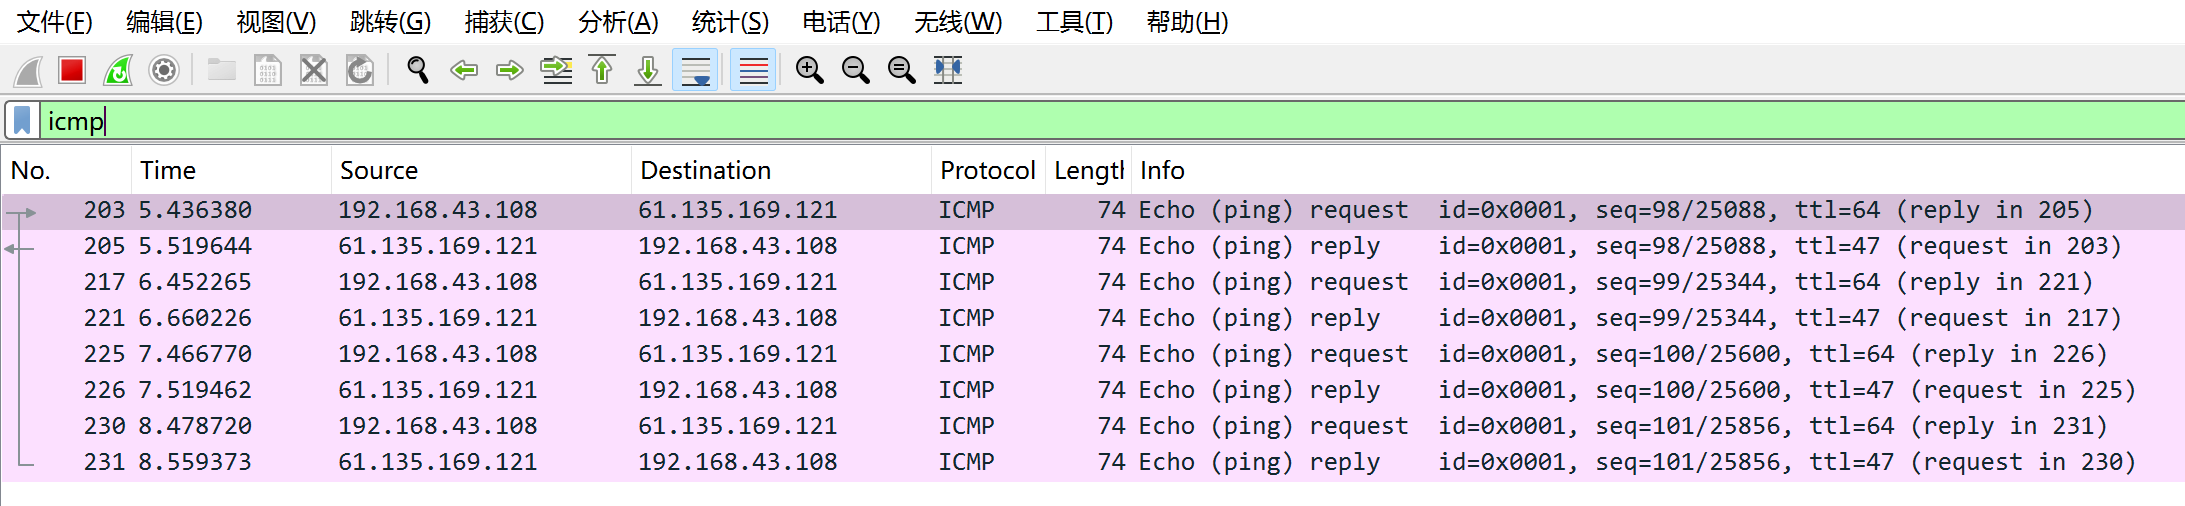 文件(F) 编辑(E) 视图(V) 跳转(G) 捕获(C) 分析(A) 统计(S) 电话(Y) 无线(W) 工具(T) 帮助(H)
icmp
No. Time Source Destination Protocol Length Info
203 5.436380 192.168.43.108 61.135.169.121 ICMP 74 Echo (ping) request id=0x0001, seq=98/25088, ttl=64 (reply in 205)
205 5.519644 61.135.169.121 192.168.43.108 ICMP 74 Echo (ping) reply id=0x0001, seq=98/25088, ttl=47 (request in 203)
217 6.452265 192.168.43.108 61.135.169.121 ICMP 74 Echo (ping) request id=0x0001, seq=99/25344, ttl=64 (reply in 221)
221 6.660226 61.135.169.121 192.168.43.108 ICMP 74 Echo (ping) reply id=0x0001, seq=99/25344, ttl=47 (request in 217)
225 7.466770 192.168.43.108 61.135.169.121 ICMP 74 Echo (ping) request id=0x0001, seq=100/25600, ttl=64 (reply in 226)
226 7.519462 61.135.169.121 192.168.43.108 ICMP 74 Echo (ping) reply id=0x0001, seq=100/25600, ttl=47 (request in 225)
230 8.478720 192.168.43.108 61.135.169.121 ICMP 74 Echo (ping) request id=0x0001, seq=101/25856, ttl=64 (reply in 231)
231 8.559373 61.135.169.121 192.168.43.108 ICMP 74 Echo (ping) reply id=0x0001, seq=101/25856, ttl=47 (request in 230)